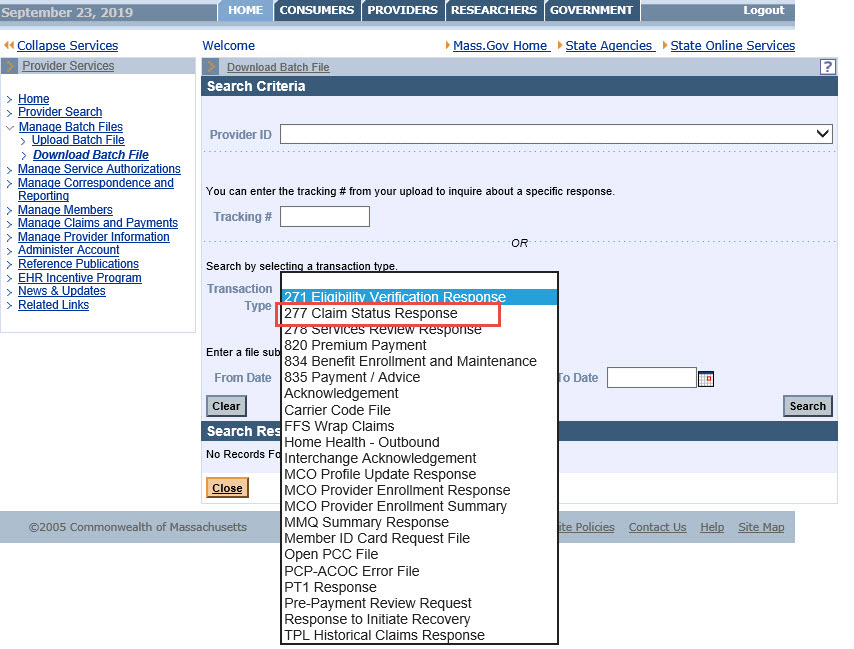 September 23, 2019
HOME CONSUMERS PROVIDERS RESEARCHERS GOVERNMENT Logout
Collapse Services
Welcome
Mass.Gov Home State Agencies State Online Services
Provider Services
Home
Provider Search
Manage Batch Files
Upload Batch File
Download Batch File
Manage Service Authorizations
Manage Correspondence and
Reporting
Manage Members
Manage Claims and Payments
Manage Provider Information
Administer Account
Reference Publications
EHR Incentive Program
News & Updates
Related Links
Download Batch File ?
Search Criteria
Provider ID
You can enter the tracking # from your upload to inquire about a specific response.
Tracking #
OR
Search by selecting a transaction type.
Transaction
Type
271 Eligibility Verification Response
277 Claim Status Response
278 Services Review Response
820 Premium Payment
834 Benefit Enrollment and Maintenance
835 Payment / Advice
Acknowledgement
Carrier Code File
FFS Wrap Claims
Home Health - Outbound
Interchange Acknowledgement
MCO Profile Update Response
MCO Provider Enrollment Response
MCO Provider Enrollment Summary
MMQ Summary Response
Member ID Card Request File
Open PCC File
PCP-ACOC Error File
PT1 Response
Pre-Payment Review Request
Response to Initiate Recovery
TPL Historical Claims Response
Enter a file
From Date To Date
Clear Search
Search
No Records
Close
©2005 Commonwealth of Massachusetts
Policies Contact Us Help Site Map